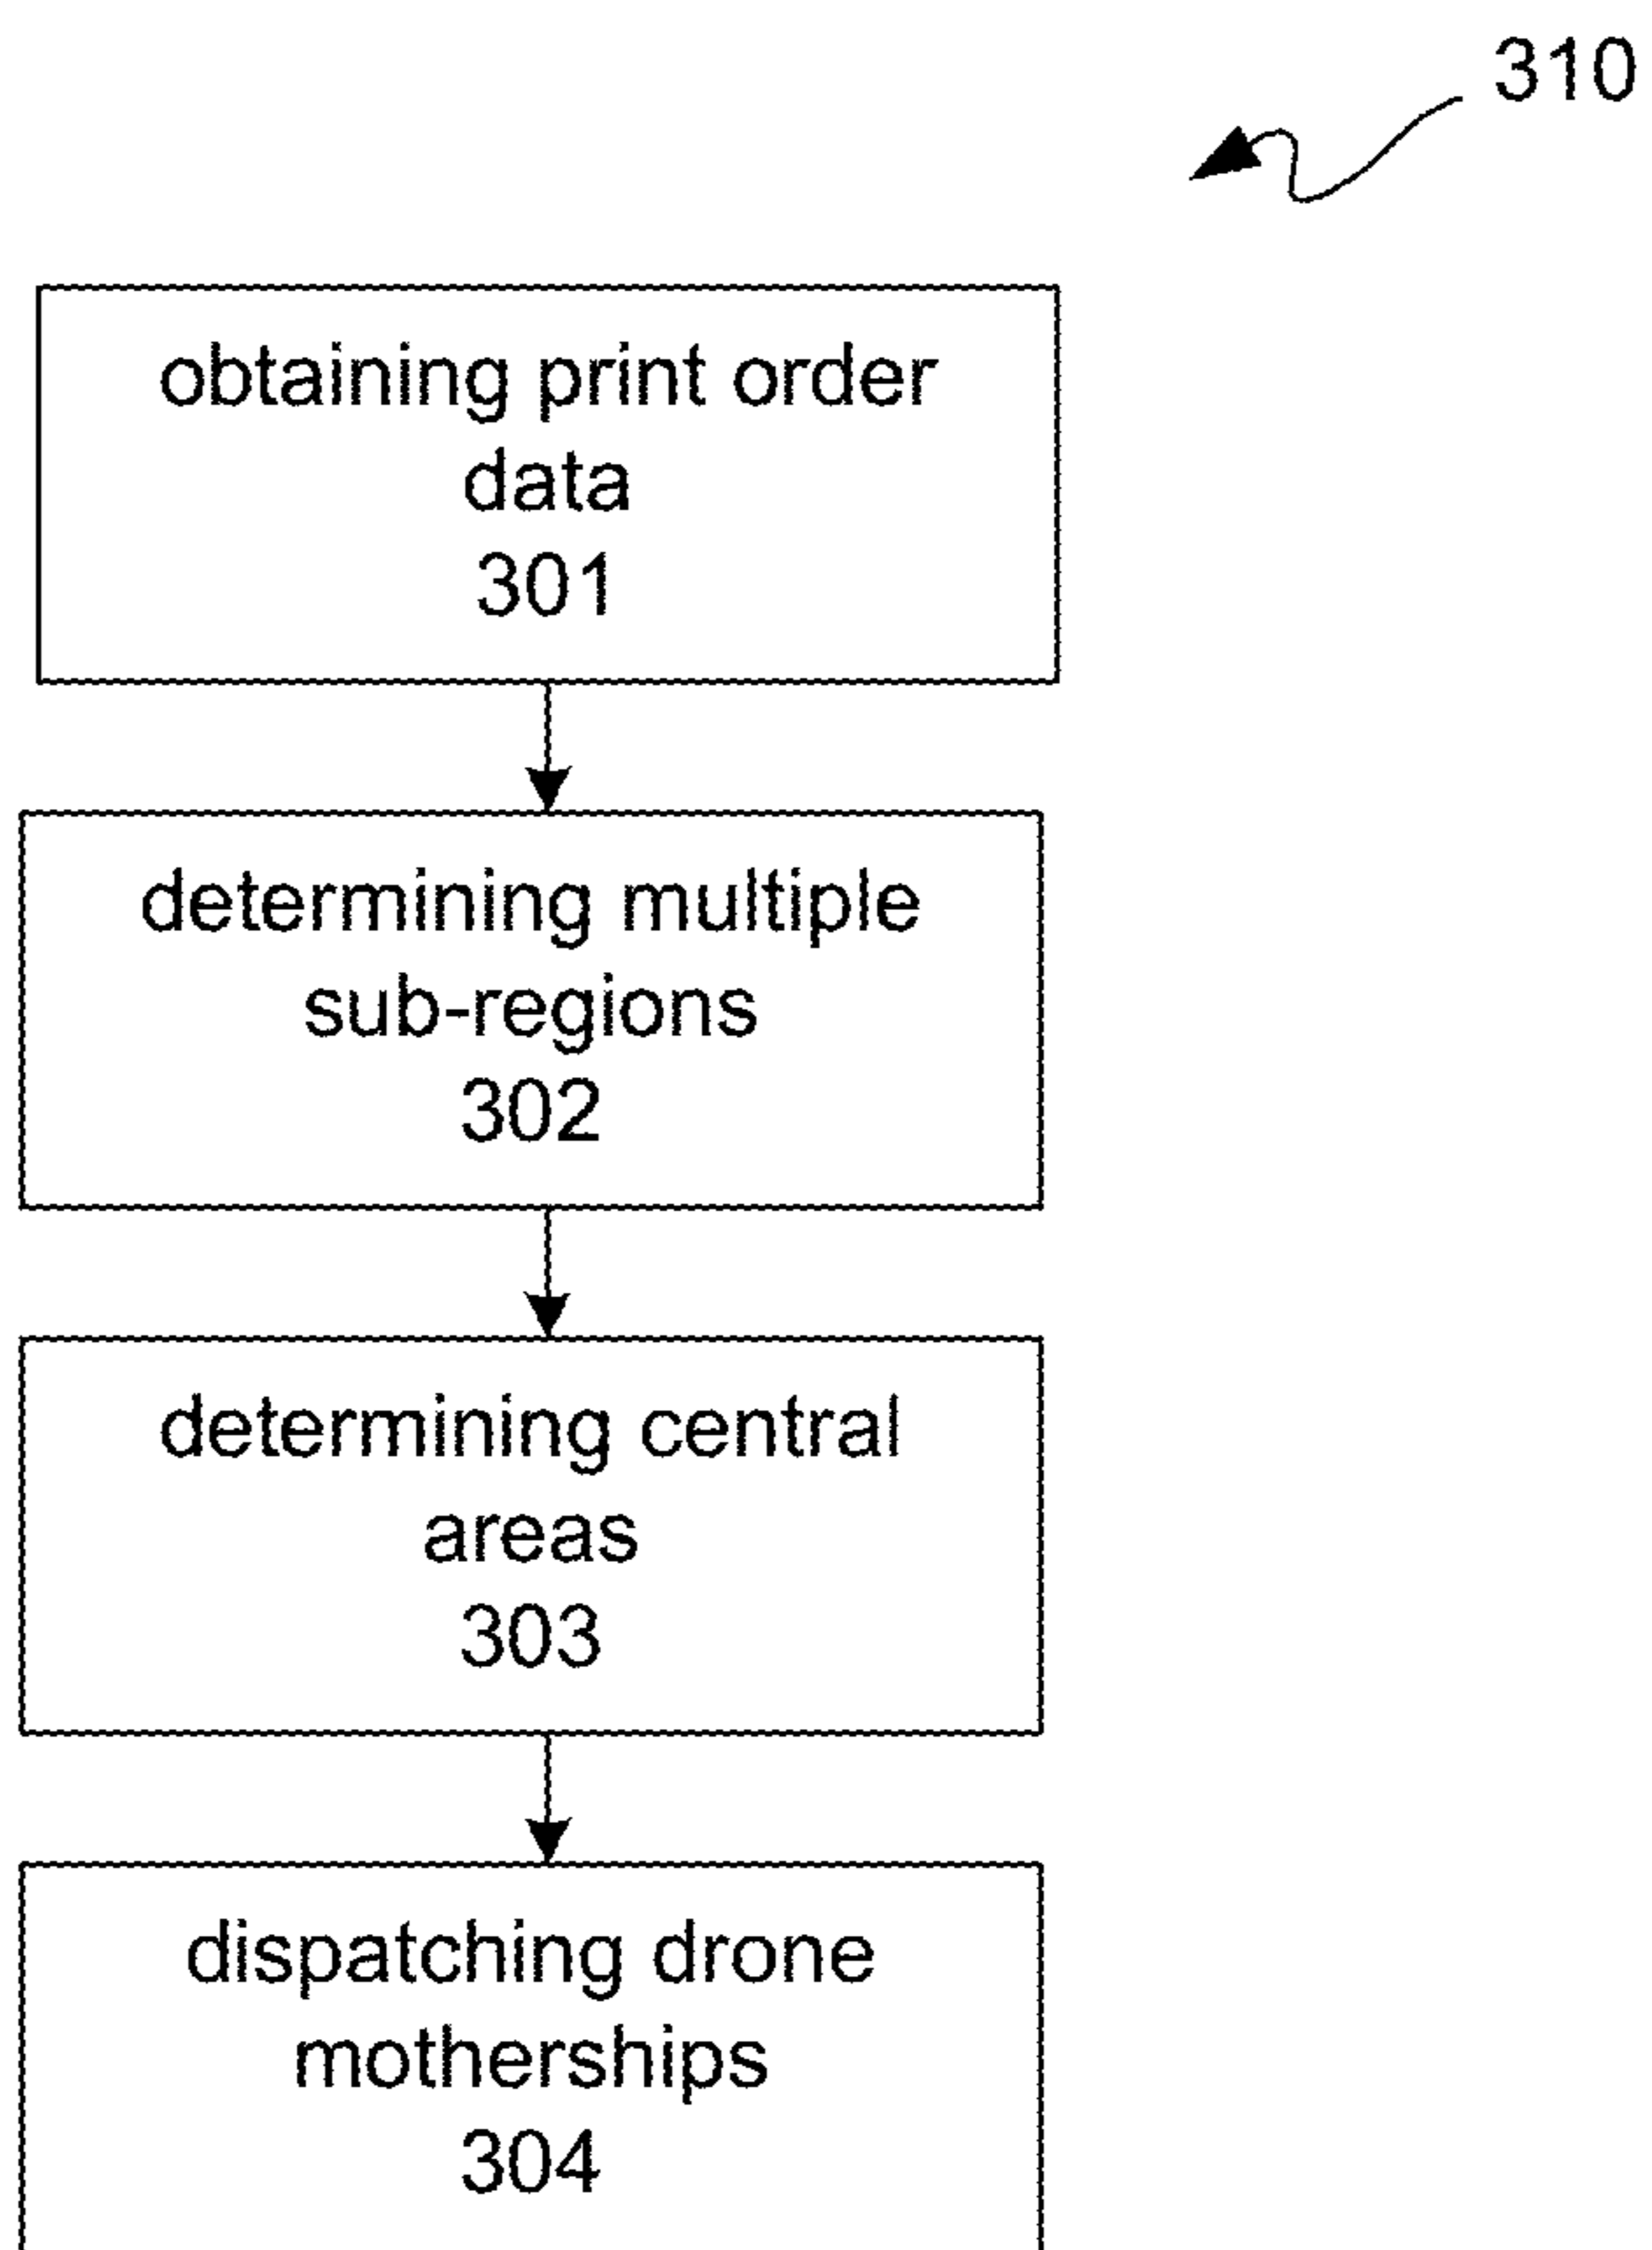 310
obtaining print order
data
301
determining multiple
sub-regions
302
determining central
areas
303
dispatching drone
motherships
304